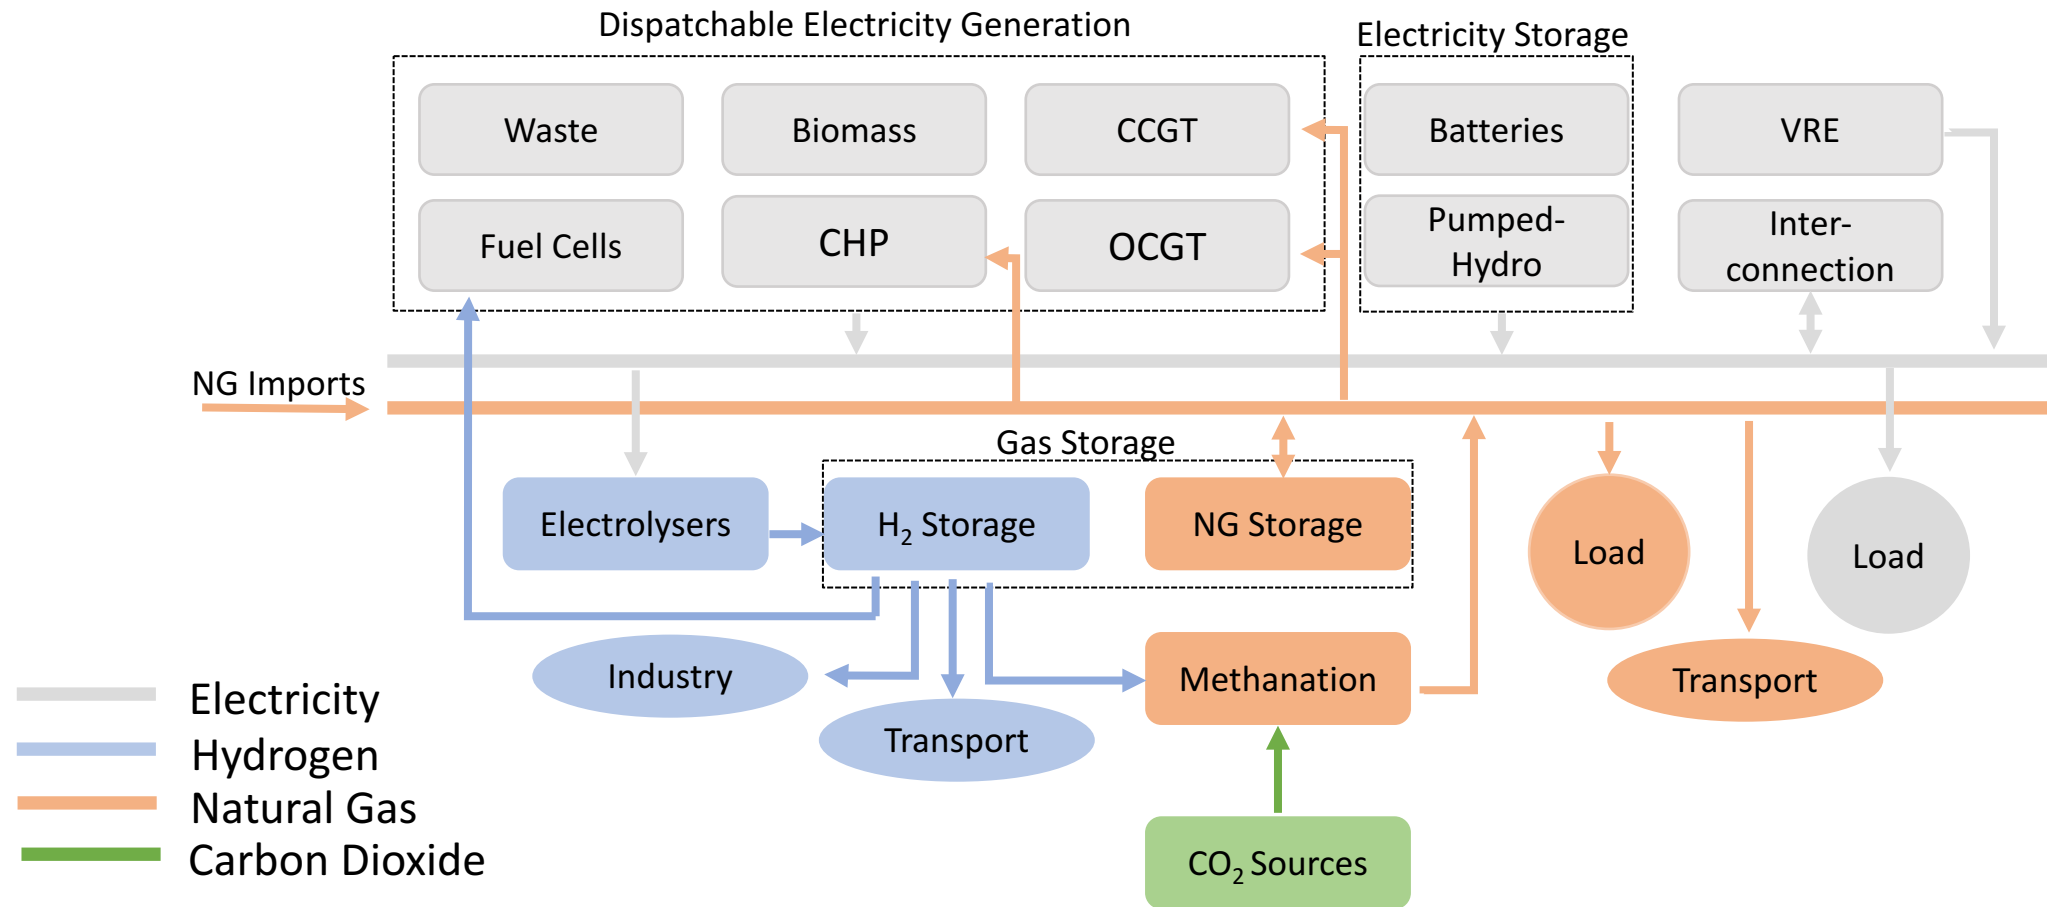 Dispatchable Electricity Generation
Electricity Storage
Waste
Biomass
CCGT
Batteries
VRE
Fuel Cells
CHP
OCGT
Pumped-
Hydro
Inter-
connection
NG Imports
Gas Storage
Electrolysers
H₂ Storage
NG Storage
Load
Load
Industry
Methanation
Transport
Transport
Electricity
Hydrogen
Natural Gas
Carbon Dioxide
CO₂ Sources